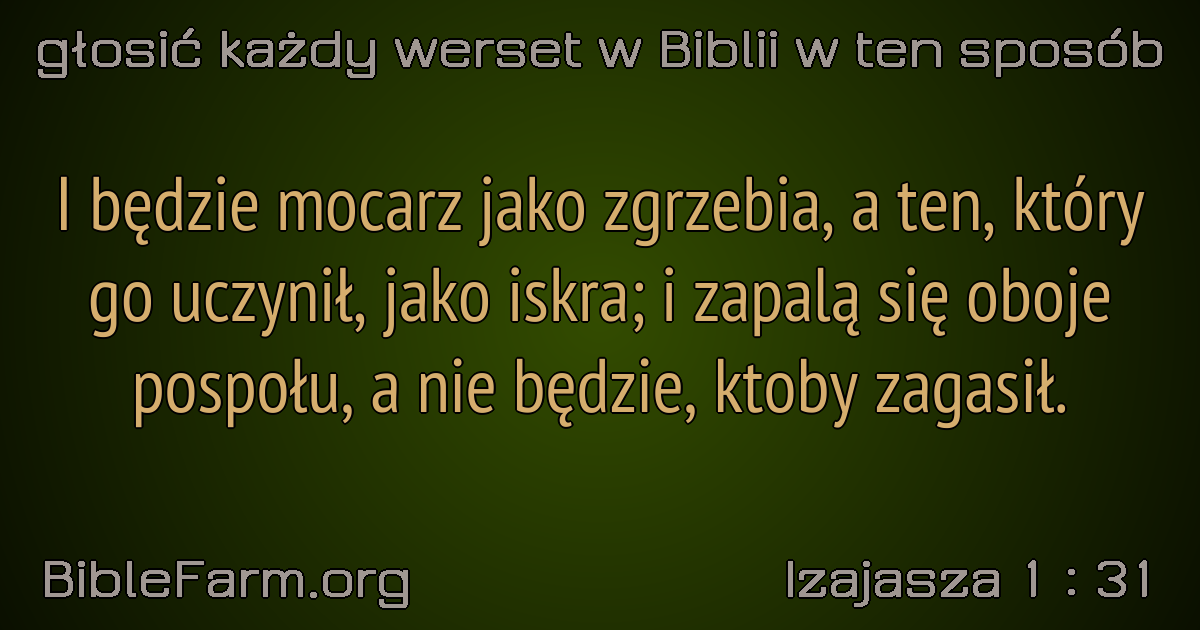 głosić każdy werset w Biblii w ten sposób
I będzie mocarz jako zgrzebia, a ten, który
go uczynił, jako iskra; i zapalą się oboje
pospołu, a nie będzie, ktoby zagasił.
BibleFarm.org
Izajasza 1 : 31